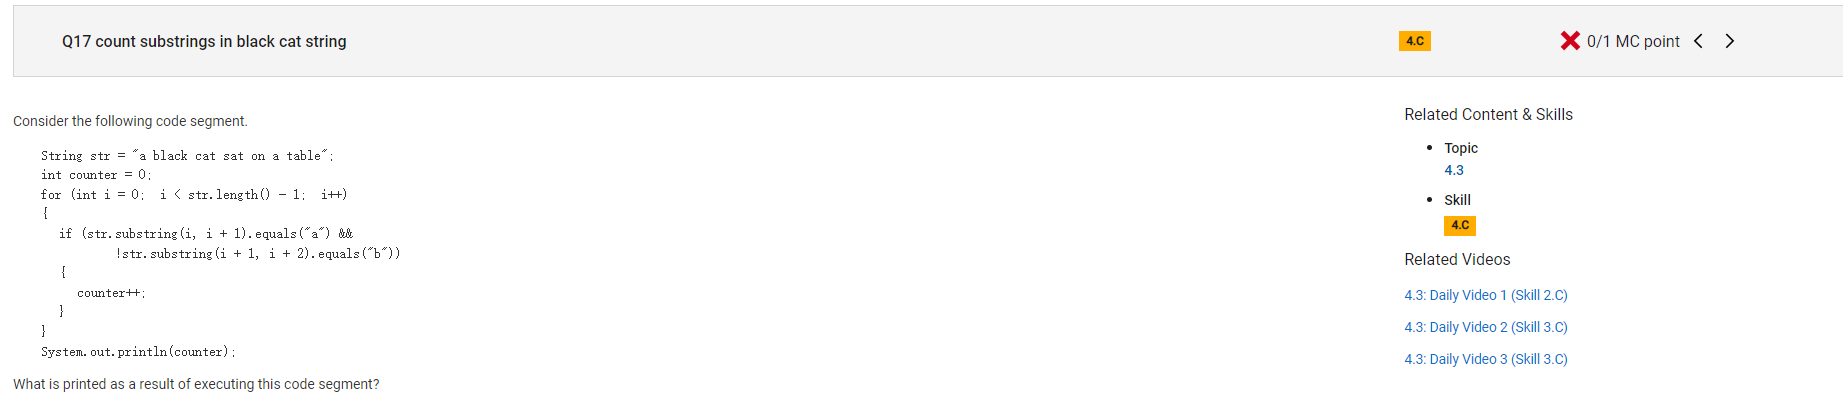 Q17 count substrings in black cat string
4.C
0/1 MC point
Consider the following code segment.
String str = "a black cat sat on a table";
int counter = 0;
for (int i = 0; i < str.length() - 1; i++)
{
if (str.substring(i, i + 1).equals("a") &&
!str.substring(i + 1, i + 2).equals("b"))
{
counter++;
}
}
System.out.println(counter);
What is printed as a result of executing this code segment?
Related Content & Skills
Topic
4.3
Skill
4.C
Related Videos
4.3: Daily Video 1 (Skill 2.C)
4.3: Daily Video 2 (Skill 3.C)
4.3: Daily Video 3 (Skill 3.C)